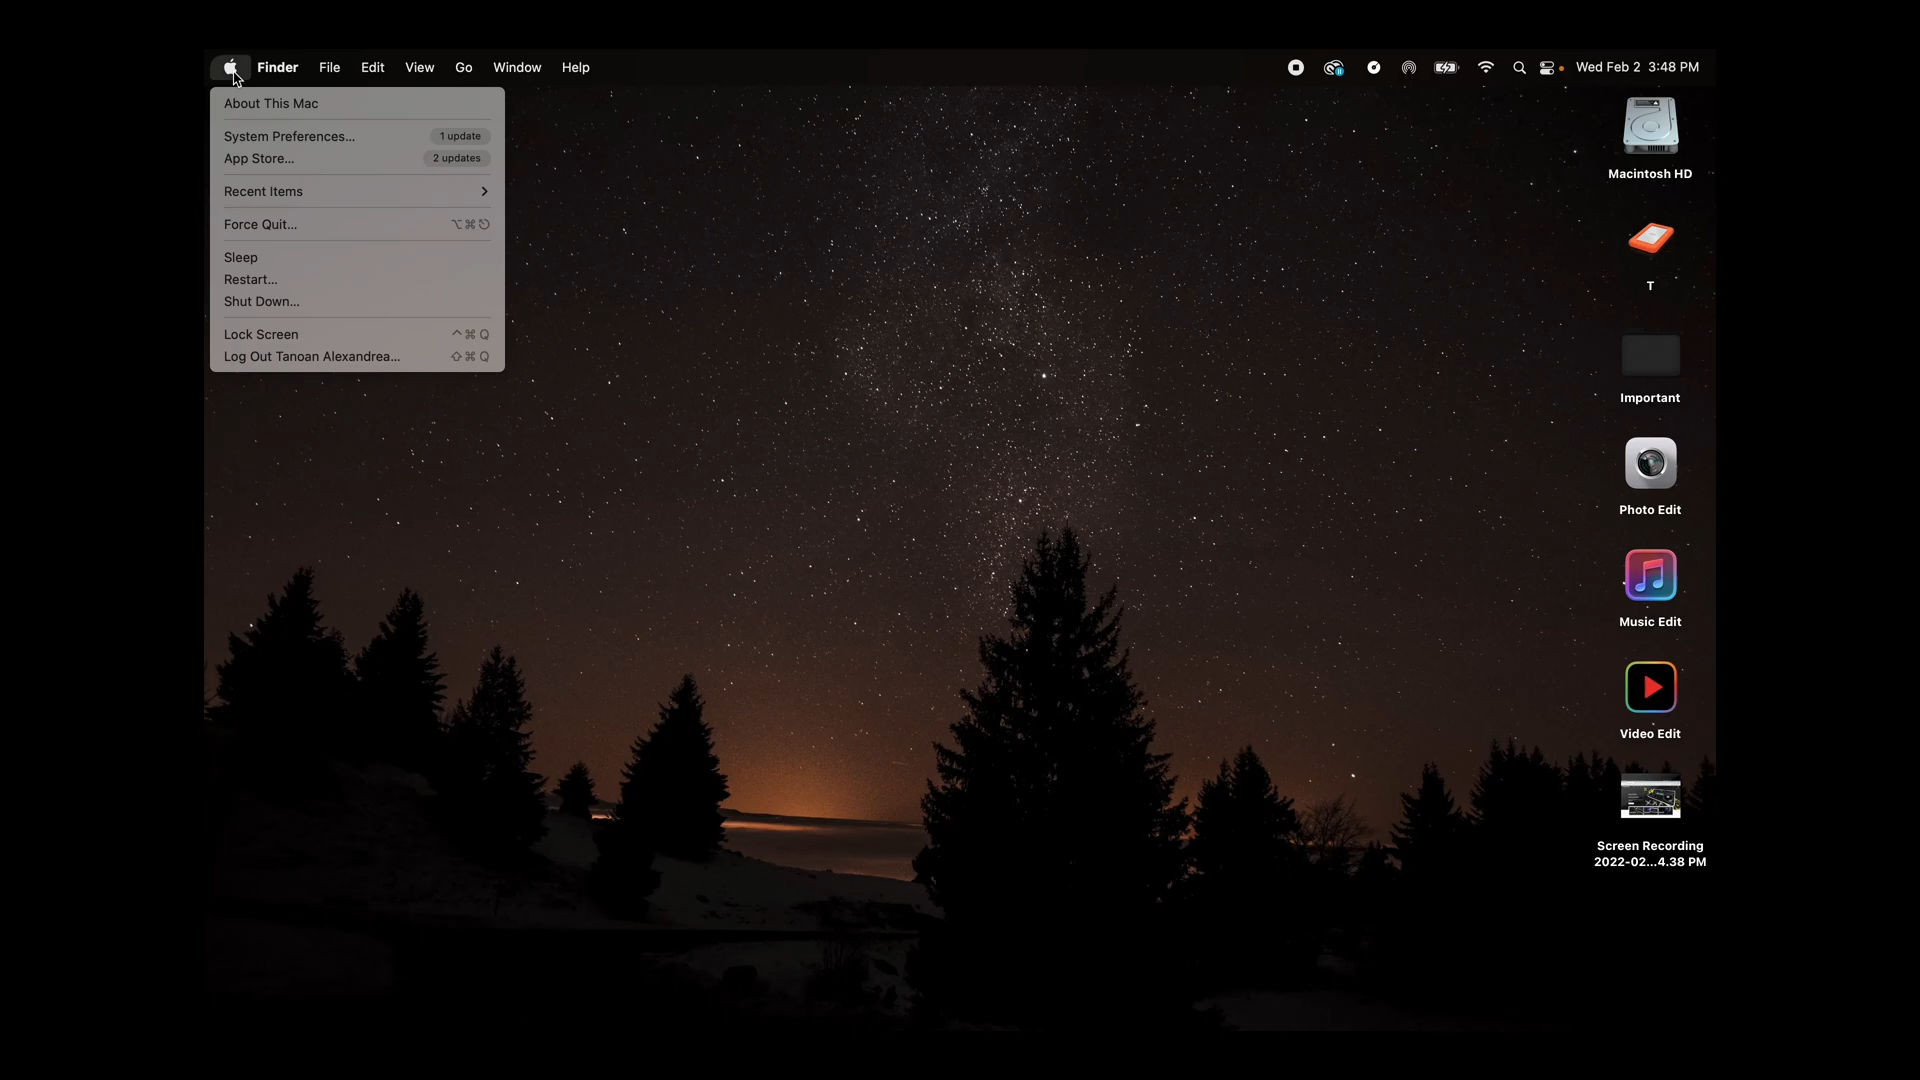 Finder File Edit View Go Window Help Wed Feb 2 3:48 PM
About This Mac
System Preferences... 1 update
App Store... 2 updates
Recent Items
Force Quit... ⌥⌘⎋
Sleep
Restart...
Shut Down...
Lock Screen ^⌘Q
Log Out Tanoan Alexandrea... ⇧⌘Q
Macintosh HD
T
Important
Photo Edit
Music Edit
Video Edit
Screen Recording
2022-02...4.38 PM